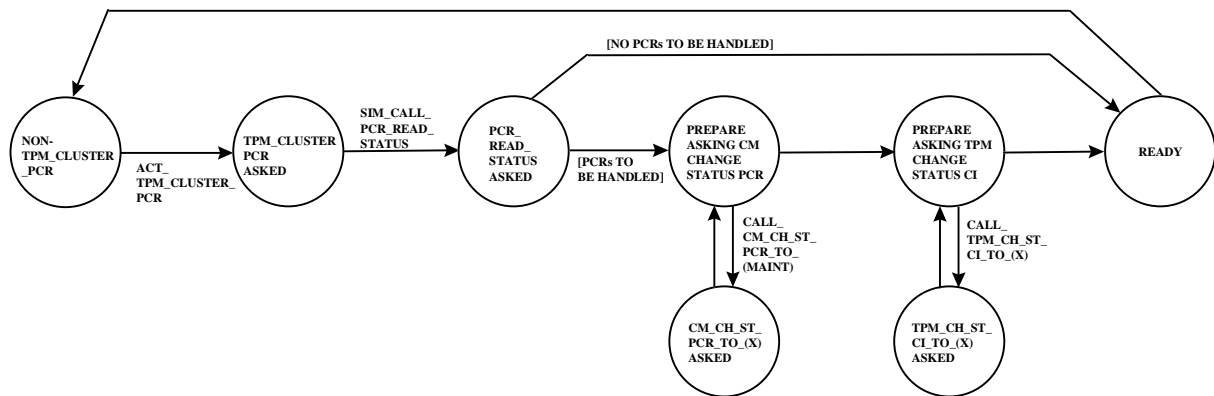 [NO PCRs TO BE HANDLED]
NON-
TPM_CLUSTER
_PCR
ACT_
TPM_CLUSTER_
PCR
TPM_CLUSTER
PCR
ASKED
SIM_CALL_
PCR_READ_
STATUS
PCR_
READ_
STATUS
ASKED
[PCRs TO
BE HANDLED]
PREPARE
ASKING CM
CHANGE
STATUS PCR
PREPARE
ASKING TPM
CHANGE
STATUS CI
READY
CALL_
CM_CH_ST_
PCR_TO_
(MAINT)
CALL_
TPM_CH_ST_
CI_TO_(X)
CM_CH_ST_
PCR_TO_(X)
ASKED
TPM_CH_ST_
CI_TO_(X)
ASKED